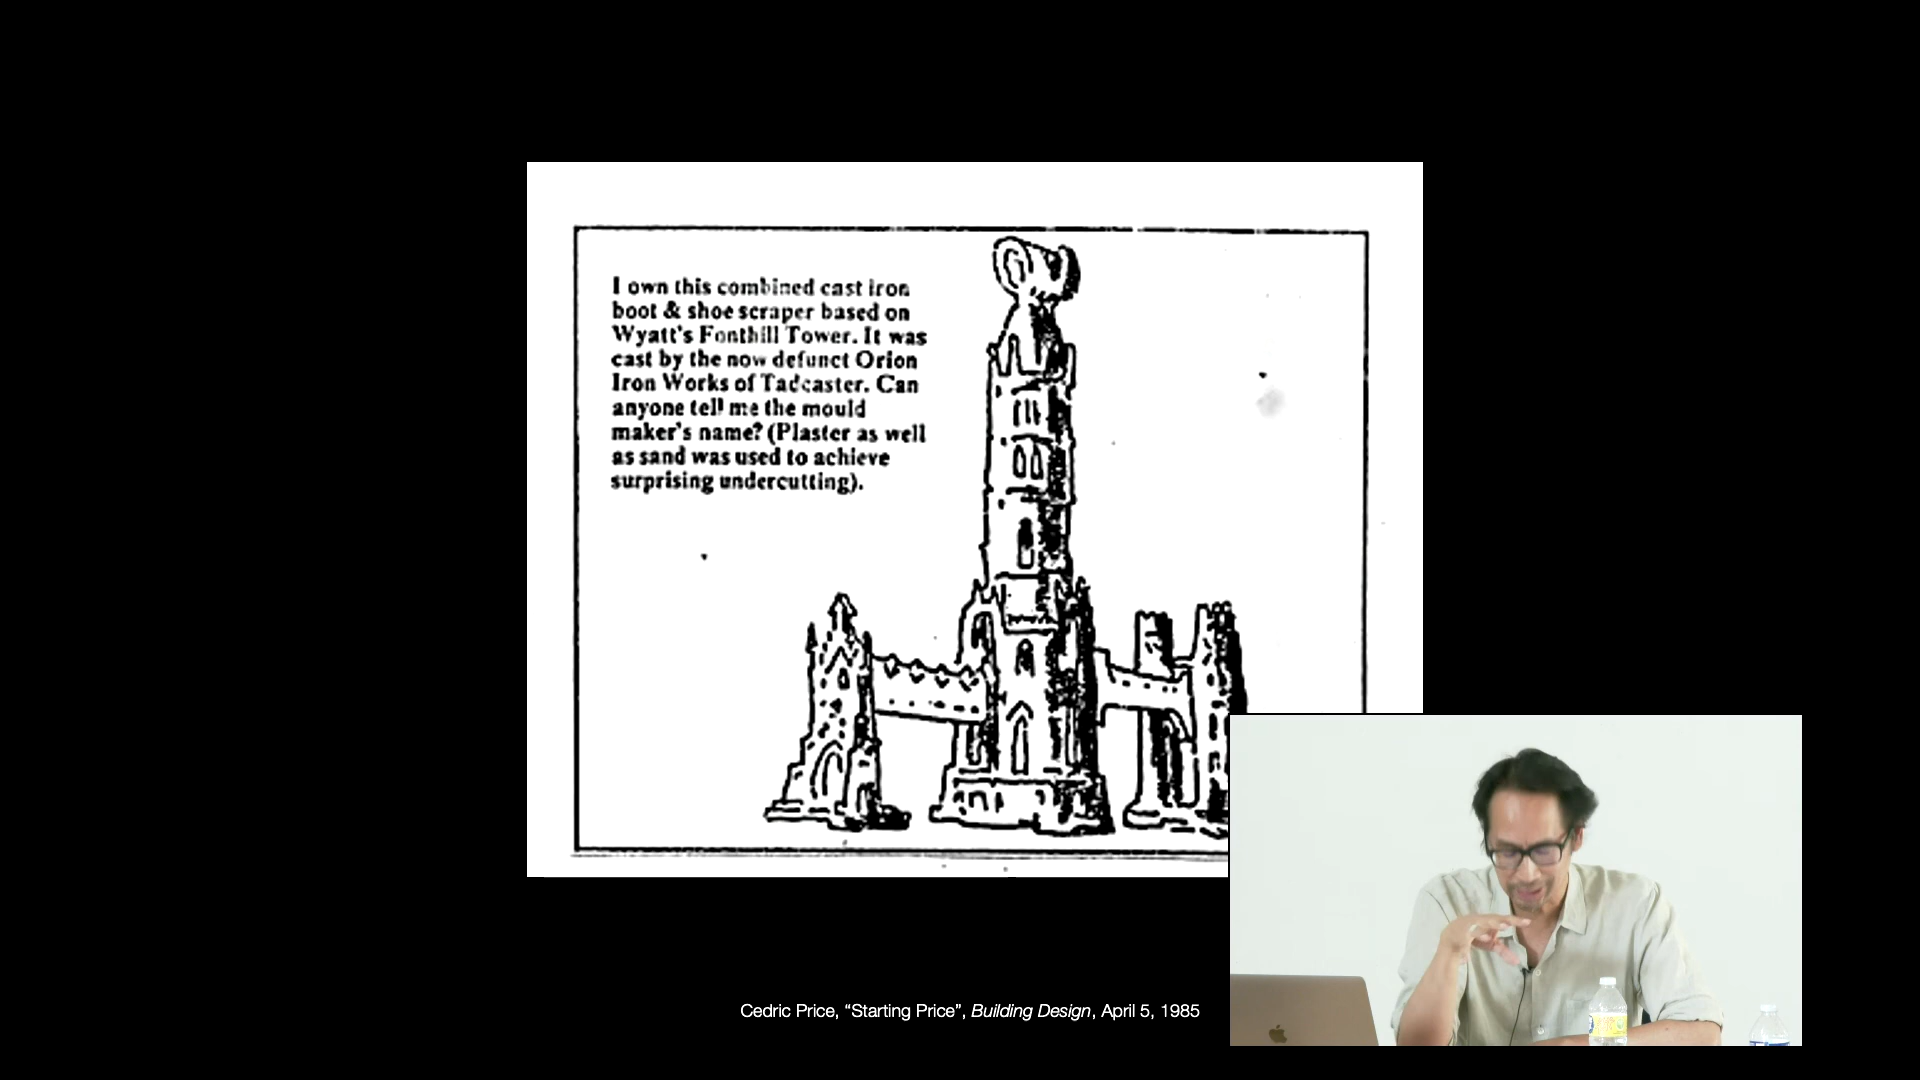 I own this combined cast iron
boot & shoe scraper based on
Wyatt's Fonthill Tower. It was
cast by the now defunct Orion
Iron Works of Tadcaster. Can
anyone tell me the mould
maker's name? (Plaster as well
as sand was used to achieve
surprising undercutting).
Cedric Price, “Starting Price”, Building Design, April 5, 1985